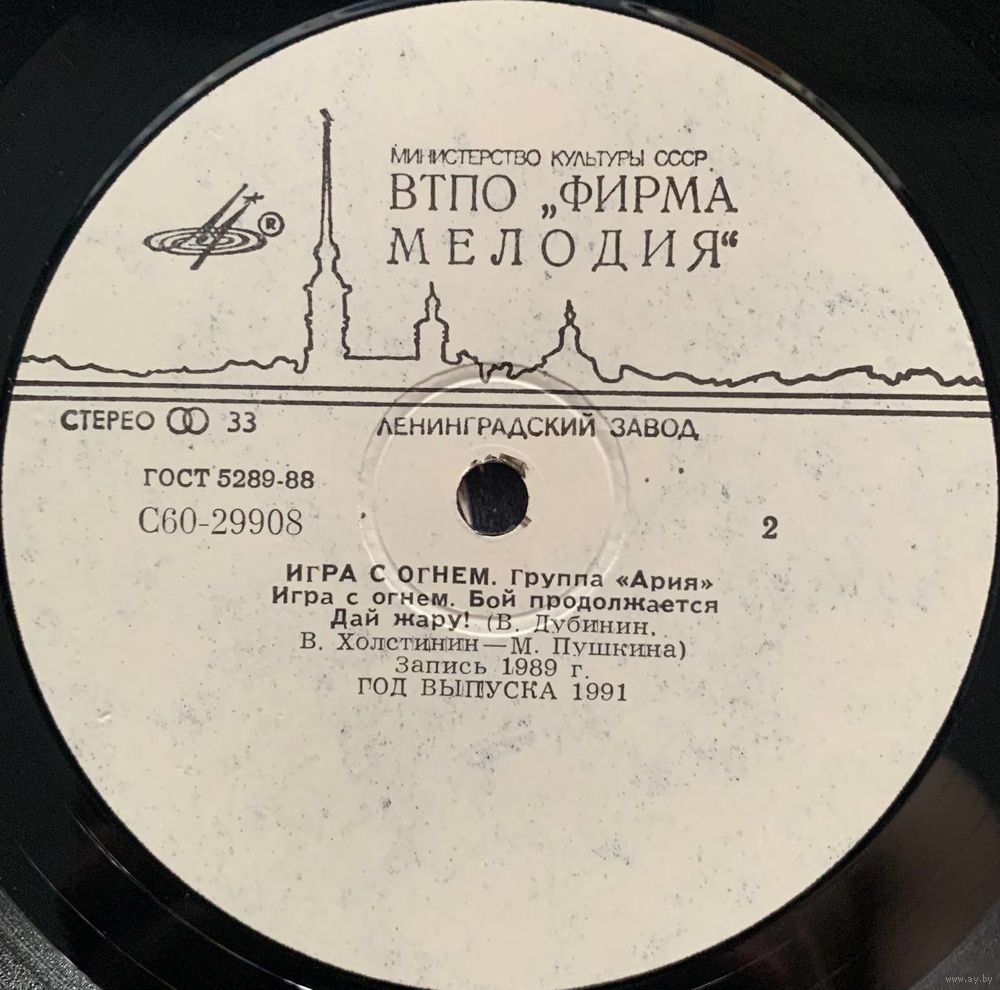 МИНИСТЕРСТВО КУЛЬТУРЫ СССР
ВТПО „ФИРМА
МЕЛОДИЯ“
®
СТЕРЕО 33
ЛЕНИНГРАДСКИЙ ЗАВОД
ГОСТ 5289-88
С60-29908
2
ИГРА С ОГНЕМ. Группа «Ария»
Игра с огнем. Бой продолжается
Дай жару! (В. Дубинин,
В. Холстинин — М. Пушкина)
Запись 1989 г.
ГОД ВЫПУСКА 1991
www.ay.by